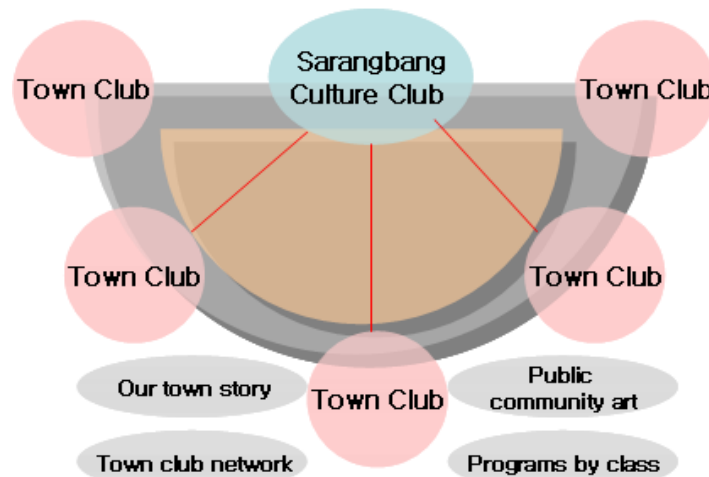 Sarangbang
Culture Club
Town Club
Town Club
Town Club
Town Club
Town Club
Our town story
Public
community art
Town club network
Programs by class